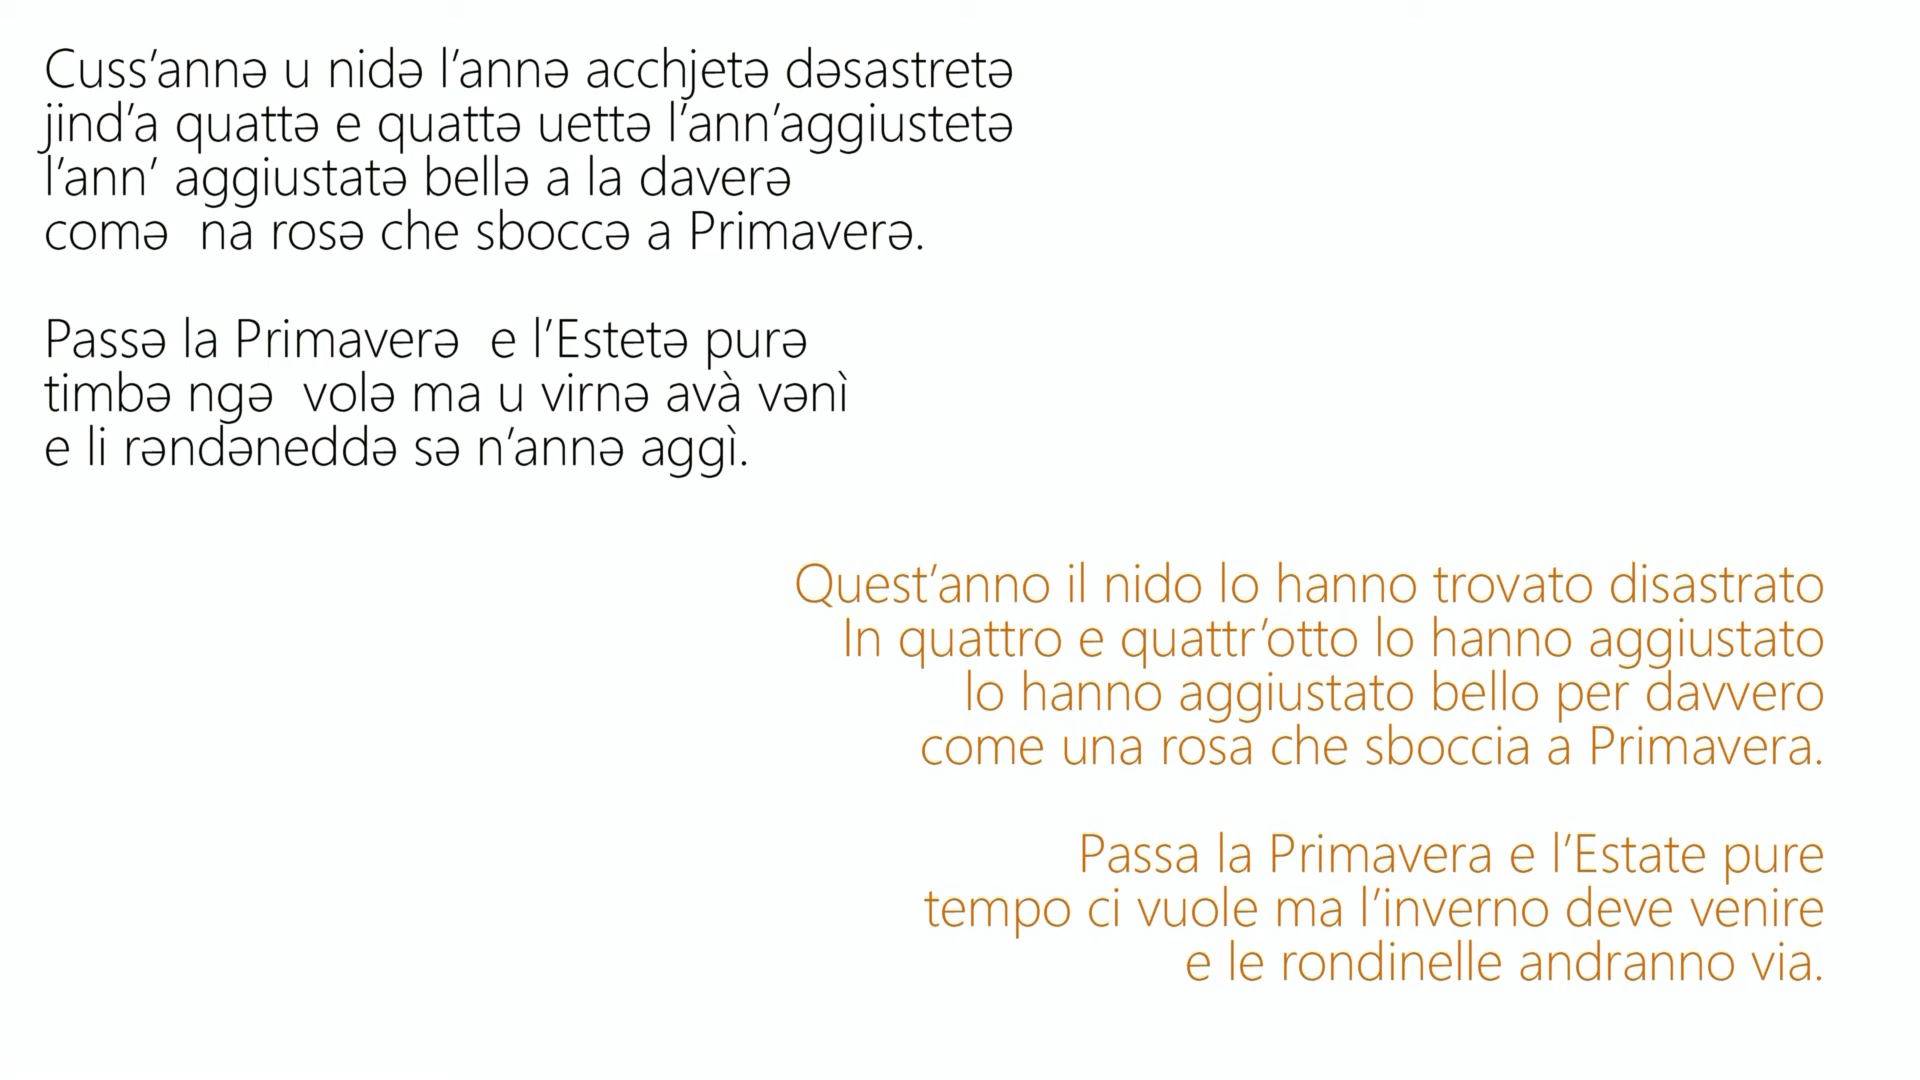 Cuss’annə u nidə l’annə acchjetə dəsastretə
jind’a quattə e quattə uettə l’ann’aggiustetə
l’ann’ aggiustatə bellə a la daverə
comə  na rosə che sboccə a Primaverə.

Passə la Primaverə  e l’Estetə purə
timbə ngə  volə ma u virnə avà vənì
e li rəndəneddə sə n’annə aggì.

Quest’anno il nido lo hanno trovato disastrato
In quattro e quattr’otto lo hanno aggiustato
lo hanno aggiustato bello per davvero
come una rosa che sboccia a Primavera.

Passa la Primavera e l’Estate pure
tempo ci vuole ma l’inverno deve venire
e le rondinelle andranno via.